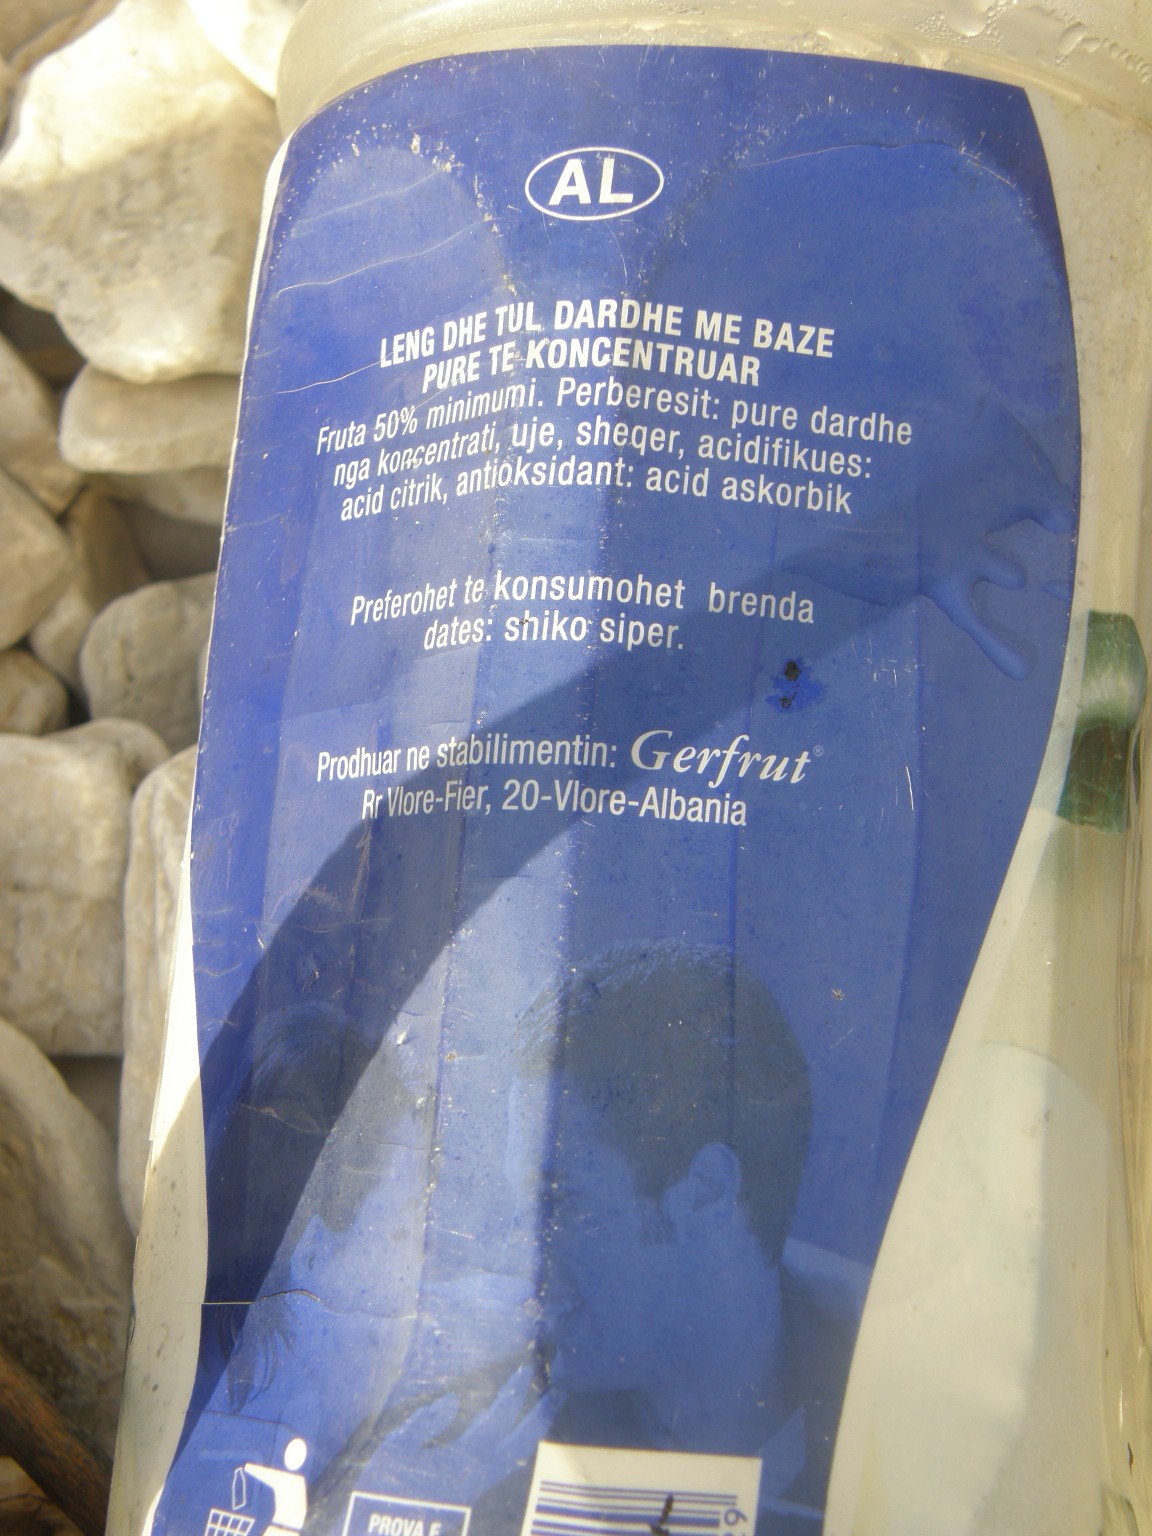 AL
LENG DHE TUL DARDHE ME BAZE
PURE TE KONCENTRUAR
Fruta 50% minimumi. Perberesit: pure dardhe
nga koncentrati, uje, sheqer, acidifikues:
acid citrik, antioksidant: acid askorbik
Preferohet te konsumohet brenda
dates: shiko siper.
Prodhuar ne stabilimentin: Gerfrut®
Rr Vlore-Fier, 20-Vlore-Albania
PROVA E